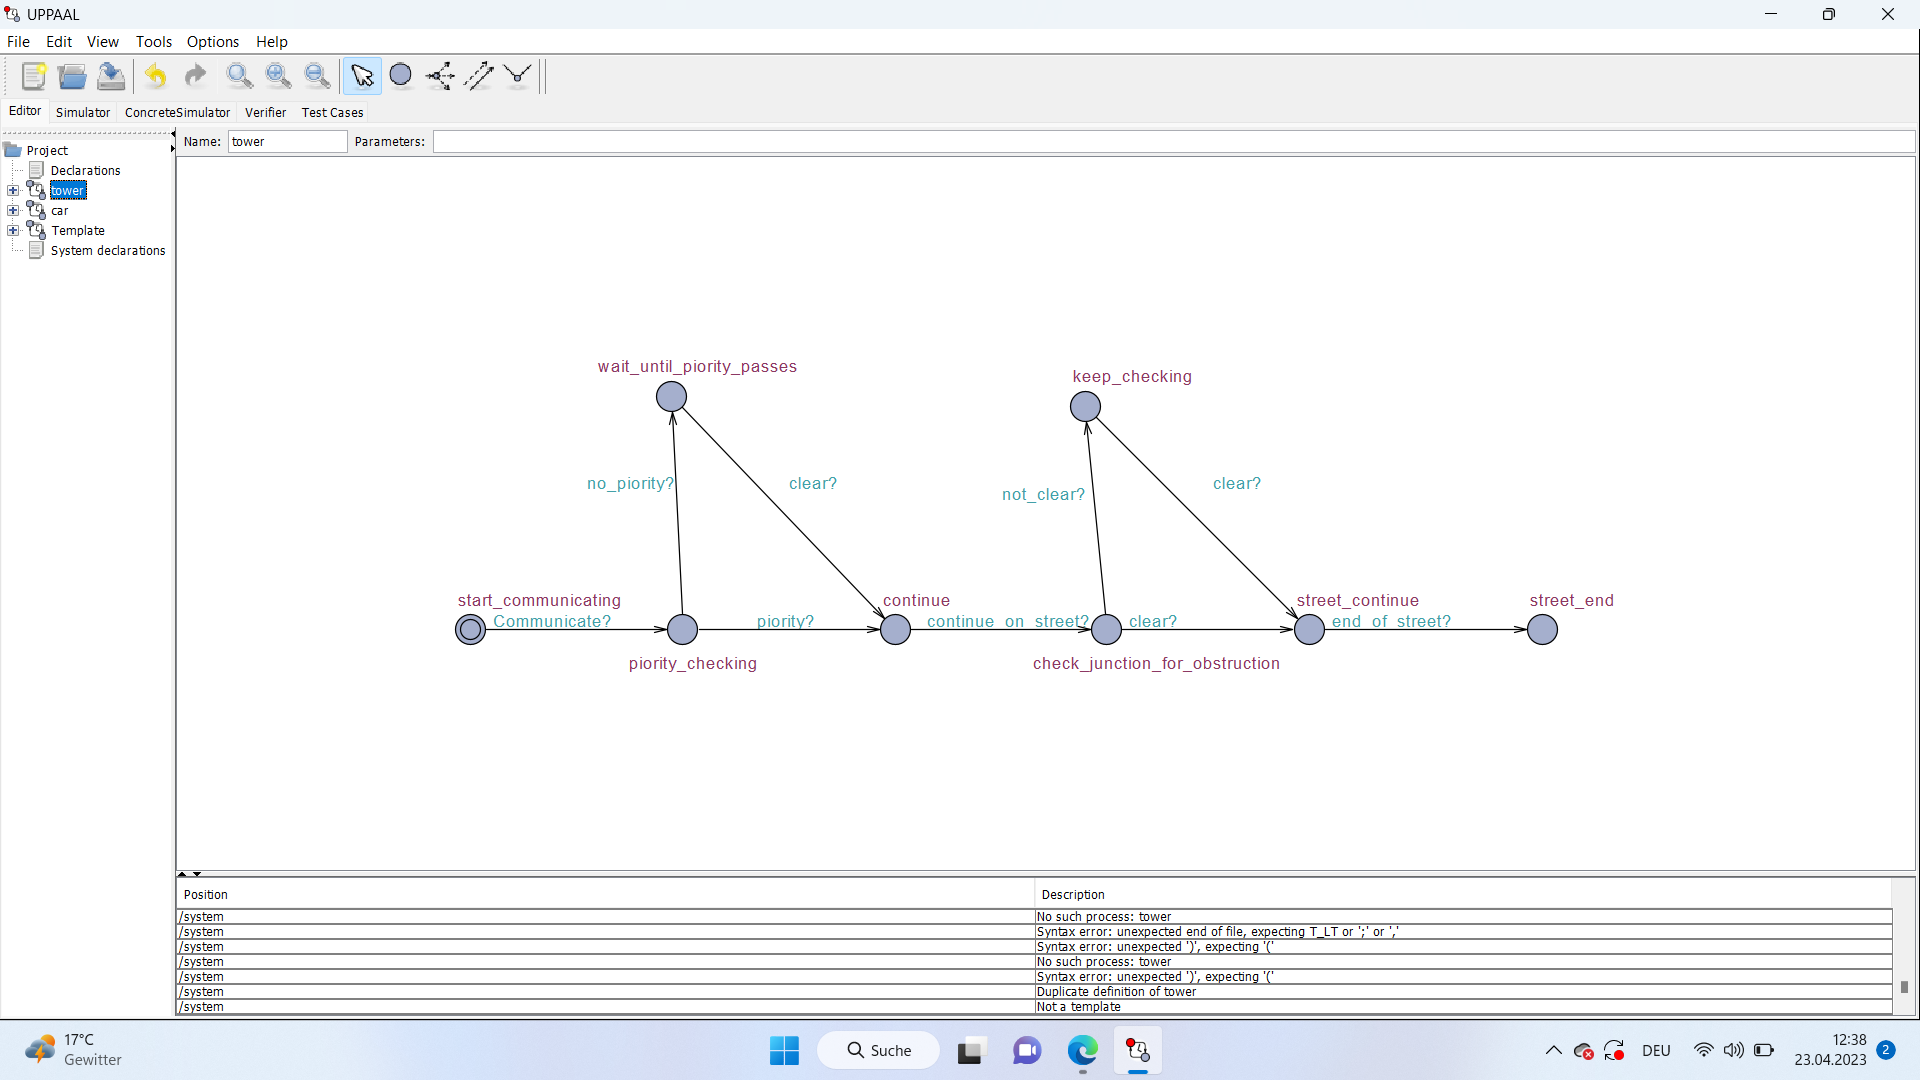 UPPAAL
File Edit View Tools Options Help
Editor Simulator ConcreteSimulator Verifier Test Cases
Name: tower Parameters:
Project
Declarations
tower
car
Template
System declarations
wait_until_piority_passes
keep_checking
no_piority?
clear?
not_clear?
clear?
start_communicating
continue
street_continue
street_end
Communicate?
piority?
continue_on_street?
clear?
end_of_street?
piority_checking
check_junction_for_obstruction
Position Description
/system No such process: tower
/system Syntax error: unexpected end of file, expecting T_LT or ';' or ','
/system Syntax error: unexpected ')', expecting '('
/system No such process: tower
/system Syntax error: unexpected ')', expecting '('
/system Duplicate definition of tower
/system Not a template
17°C
Gewitter
Suche
DEU
12:38
23.04.2023
2